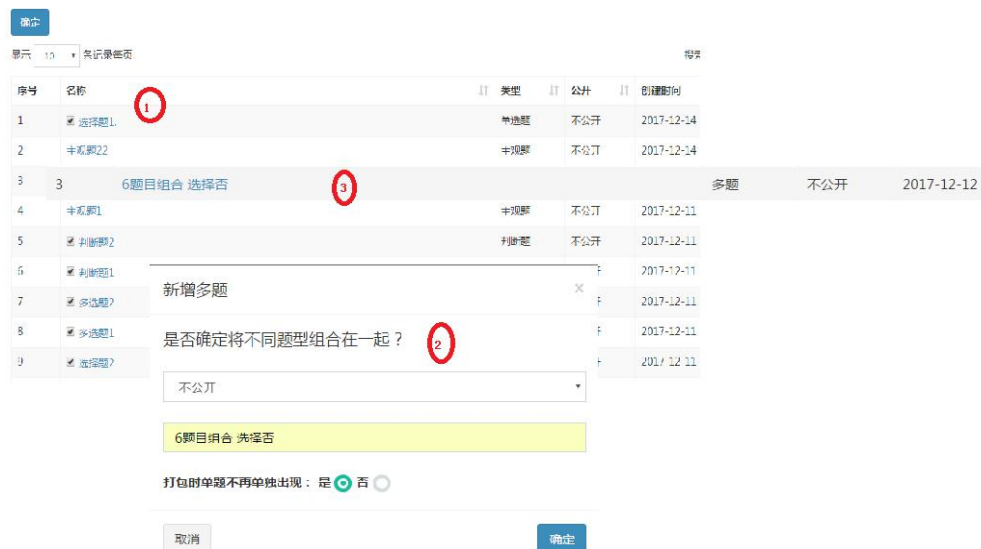 确定
显示 10 条记录每页 搜索
序号 名称 类型 公开 创建时间
1 选择题1. 单选题 不公开 2017-12-14
1
2 主观题22 主观题 不公开 2017-12-14
3 3 6题目组合 选择否 3 多题 不公开 2017-12-12
4 主观题1 主观题 不公开 2017-12-11
5 判断题2 判断题 不公开 2017-12-11
6 判断题1 开 2017-12-11
7 多选题2 开 2017-12-11
8 多选题1 开 2017-12-11
9 选择题2 开 2017-12-11
新增多题 ×
是否确定将不同题型组合在一起？ 2
不公开
6题目组合 选择否
打包时单题不再单独出现： 是 否
取消 确定